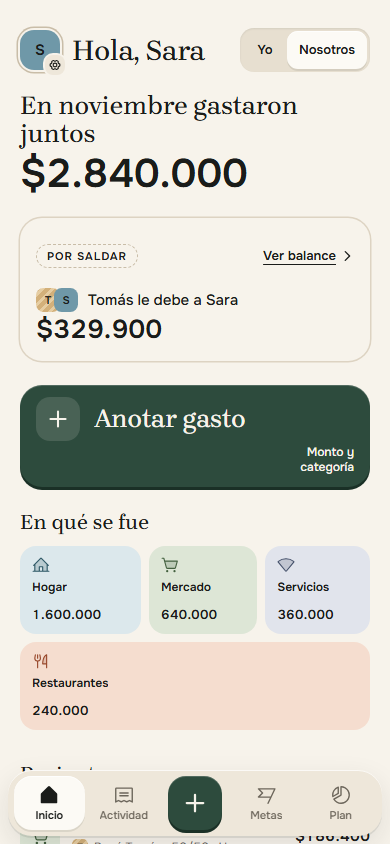 S
Hola, Sara
Yo
Nosotros
En noviembre gastaron
juntos
$2.840.000
POR SALDAR
Ver balance
T S
Tomás le debe a Sara
$329.900
Anotar gasto
Monto y
categoría
En qué se fue
Hogar
1.600.000
Mercado
640.000
Servicios
360.000
Restaurantes
240.000
Inicio
Actividad
Metas
Plan